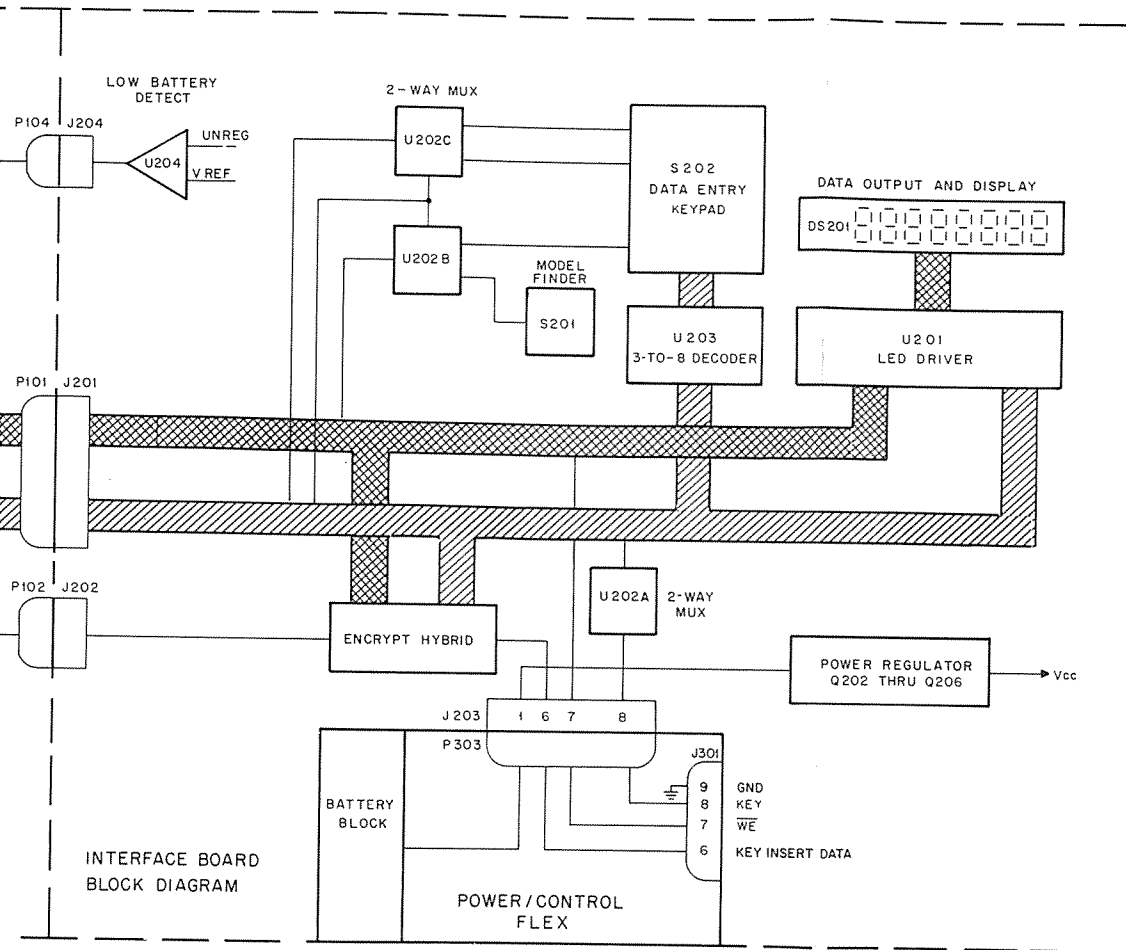 LOW BATTERY
DETECT
P104 J204
U204
UNREG
V REF
2-WAY MUX
U202C
U202B
S202
DATA ENTRY
KEYPAD
DATA OUTPUT AND DISPLAY
DS201
MODEL
FINDER
S201
U203
3-TO-8 DECODER
U201
LED DRIVER
P101 J201
P102 J202
ENCRYPT HYBRID
U202A
2-WAY
MUX
POWER REGULATOR
Q202 THRU Q206
Vcc
J203
1 6 7 8
P303
J301
9 GND
8 KEY
7 WE
6 KEY INSERT DATA
BATTERY
BLOCK
INTERFACE BOARD
BLOCK DIAGRAM
POWER/CONTROL
FLEX